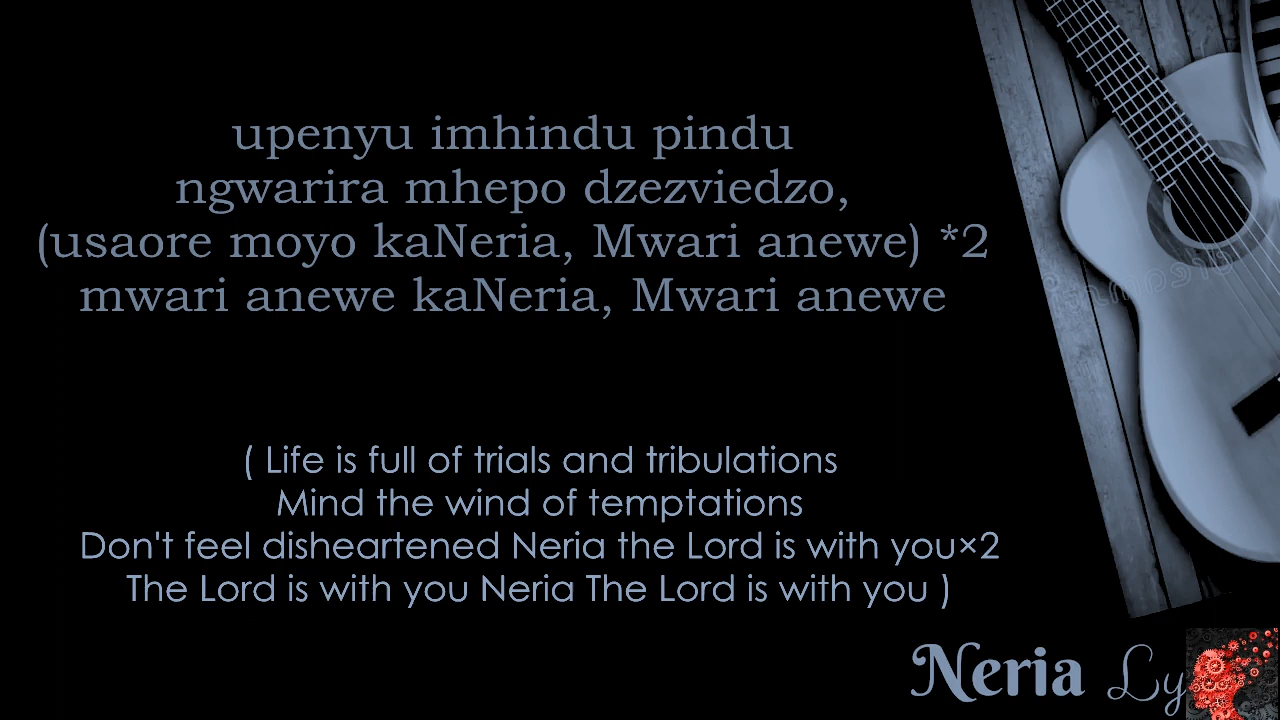 upenyu imhindu pindu
ngwarira mhepo dzezviedzo,
(usaore moyo kaNeria, Mwari anewe) *2
mwari anewe kaNeria, Mwari anewe
( Life is full of trials and tribulations
Mind the wind of temptations
Don't feel disheartened Neria the Lord is with you×2
The Lord is with you Neria The Lord is with you )
Neria Ly